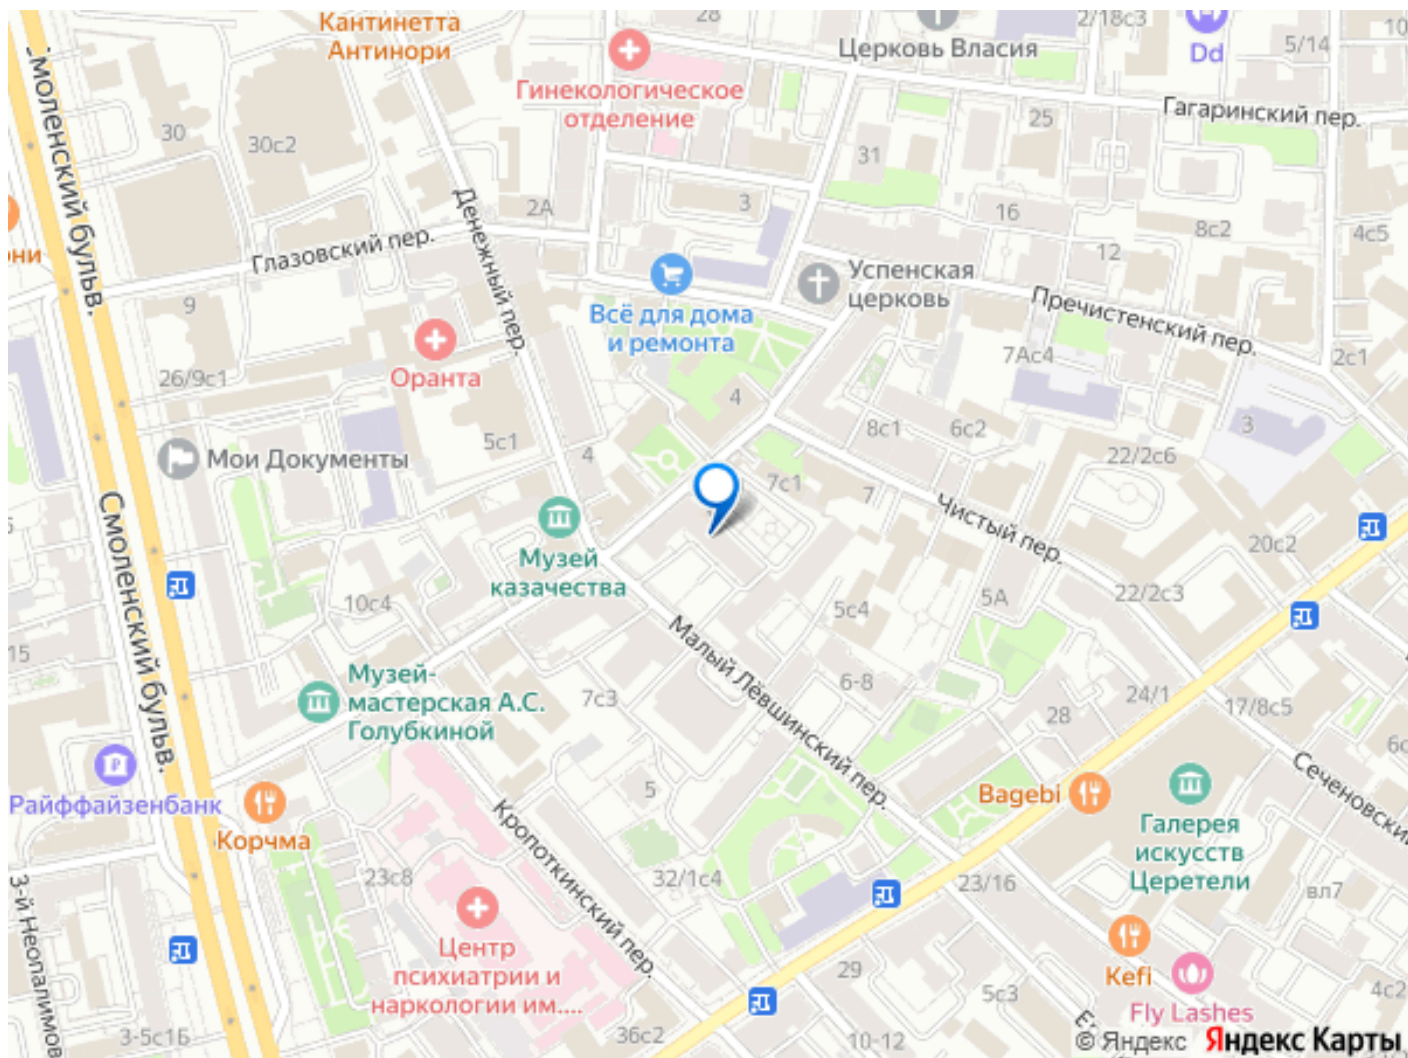 Кантинетта
Антинори
28
Церковь Власия
2/18с3
Dd
5/14
10
Смоленский бульв.
30
30с2
Гинекологическое
отделение
25
Гагаринский пер.
31
Денежный пер.
2А
3
16
12
8с2
4с5
Глазовский пер.
Успенская
церковь
Пречистенский пер.
9
Всё для дома
и ремонта
7Ас4
2с1
26/9с1
Оранта
4
8с1
6с2
3
5с1
4
22/2с6
Мои Документы
7с1
7
Чистый пер.
20с2
Смоленский бульв.
Музей
казачества
10с4
5с4
5А
22/2с3
15
Малый Лёвшинский пер.
Музей-
мастерская А.С.
Голубкиной
7с3
6-8
24/1
17/8с5
28
Сеченовский
Райффайзенбанк
Корчма
5
Bagebi
Галерея
искусств
Церетели
Кропоткинский пер.
3-й Неопалимов
23с8
32/1с4
23/16
вл7
Центр
психиатрии и
наркологии им....
29
Kefi
Fly Lashes
5с3
4с2
3-5с1Б
36с2
10-12
© Яндекс Яндекс Карты